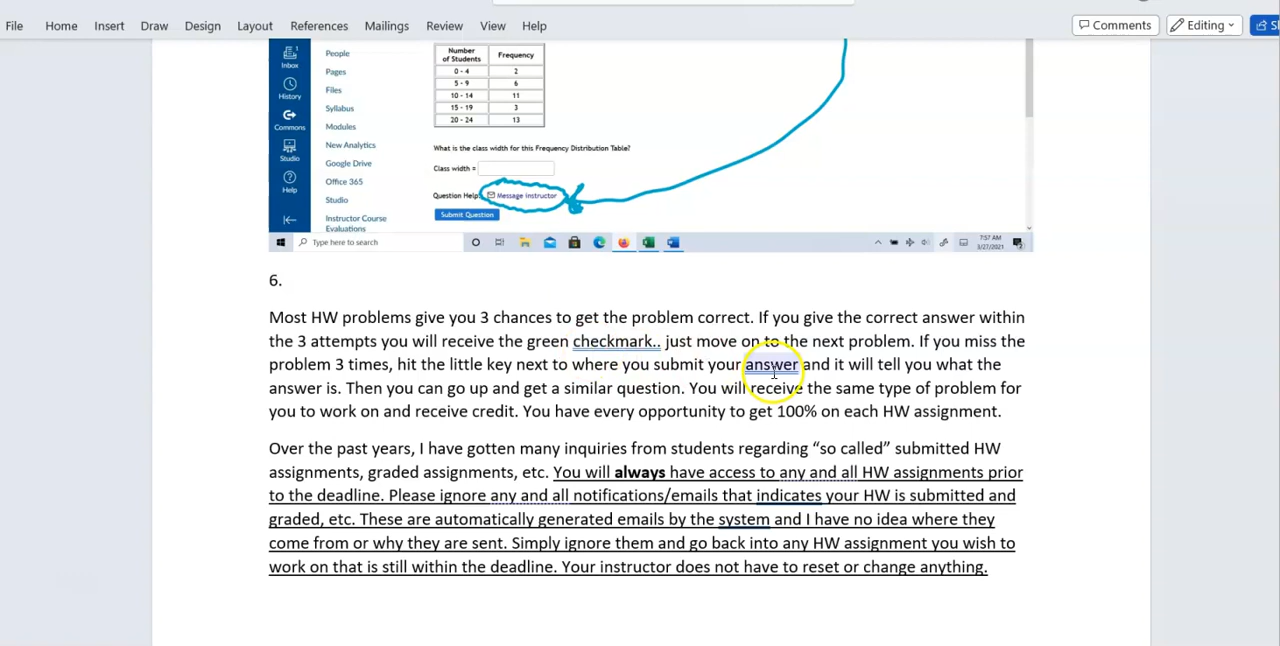 File Home Insert Draw Design Layout References Mailings Review View Help Comments Editing
Inbox
History
Commons
Studio
Help
People
Pages
Files
Syllabus
Modules
New Analytics
Google Drive
Office 365
Studio
Instructor Course
Evaluations
Number of Students Frequency
0 - 4 2
5 - 9 6
10 - 14 11
15 - 19 3
20 - 24 13
What is the class width for this Frequency Distribution Table?
Class width =
Question Help: Message instructor
Submit Question
Type here to search 7:57 AM
3/27/2021
6.
Most HW problems give you 3 chances to get the problem correct. If you give the correct answer within
the 3 attempts you will receive the green checkmark.. just move on to the next problem. If you miss the
problem 3 times, hit the little key next to where you submit your answer and it will tell you what the
answer is. Then you can go up and get a similar question. You will receive the same type of problem for
you to work on and receive credit. You have every opportunity to get 100% on each HW assignment.
Over the past years, I have gotten many inquiries from students regarding “so called” submitted HW
assignments, graded assignments, etc. You will always have access to any and all HW assignments prior
to the deadline. Please ignore any and all notifications/emails that indicates your HW is submitted and
graded, etc. These are automatically generated emails by the system and I have no idea where they
come from or why they are sent. Simply ignore them and go back into any HW assignment you wish to
work on that is still within the deadline. Your instructor does not have to reset or change anything.